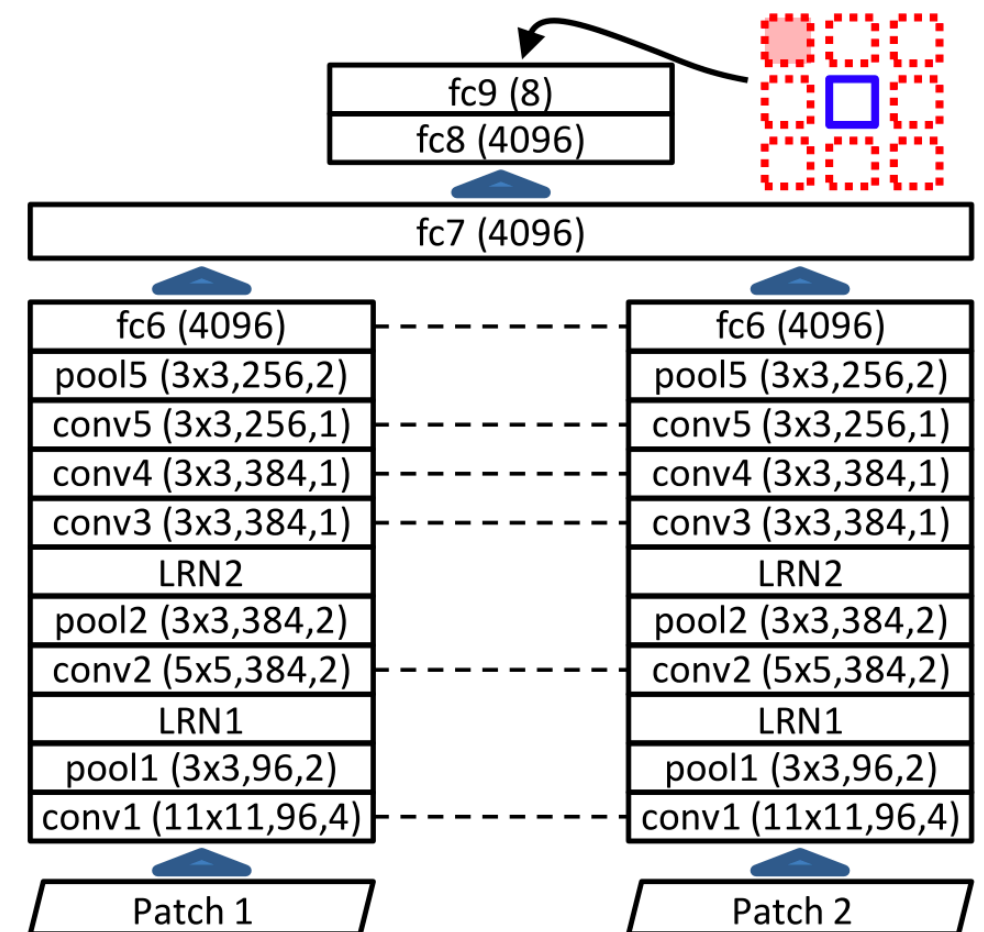 fc9 (8)
fc8 (4096)
fc7 (4096)
fc6 (4096)
pool5 (3x3,256,2)
conv5 (3x3,256,1)
conv4 (3x3,384,1)
conv3 (3x3,384,1)
LRN2
pool2 (3x3,384,2)
conv2 (5x5,384,2)
LRN1
pool1 (3x3,96,2)
conv1 (11x11,96,4)
Patch 1
fc6 (4096)
pool5 (3x3,256,2)
conv5 (3x3,256,1)
conv4 (3x3,384,1)
conv3 (3x3,384,1)
LRN2
pool2 (3x3,384,2)
conv2 (5x5,384,2)
LRN1
pool1 (3x3,96,2)
conv1 (11x11,96,4)
Patch 2